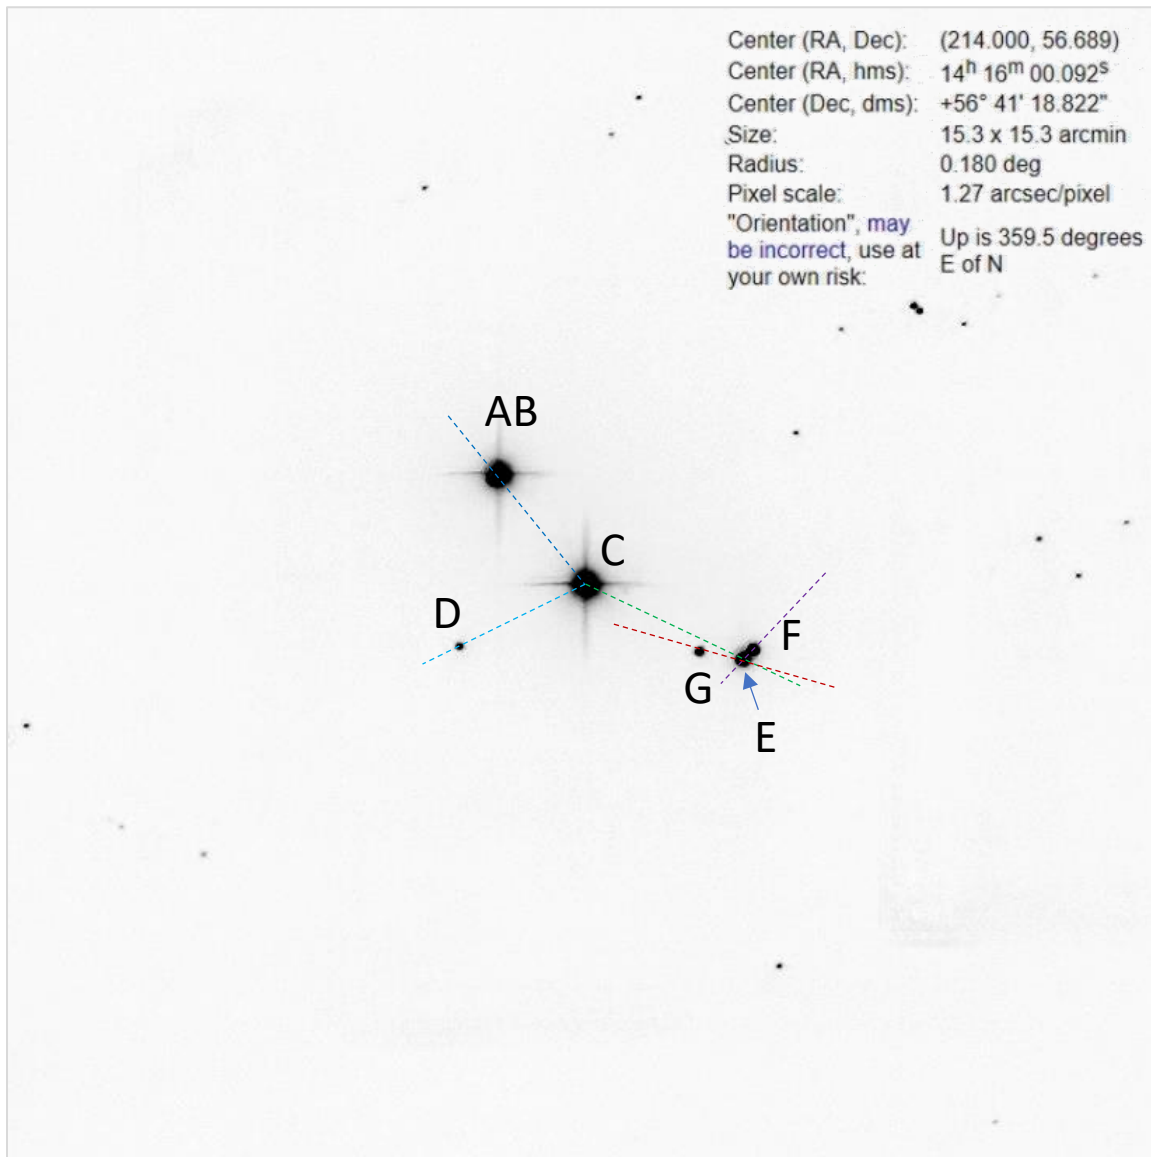 Center (RA, Dec): (214.000, 56.689)
Center (RA, hms): 14h 16m 00.092s
Center (Dec, dms): +56° 41' 18.822"
Size: 15.3 x 15.3 arcmin
Radius: 0.180 deg
Pixel scale: 1.27 arcsec/pixel
"Orientation", may
be incorrect, use at
your own risk:
Up is 359.5 degrees
E of N
AB
C
D
F
G
E